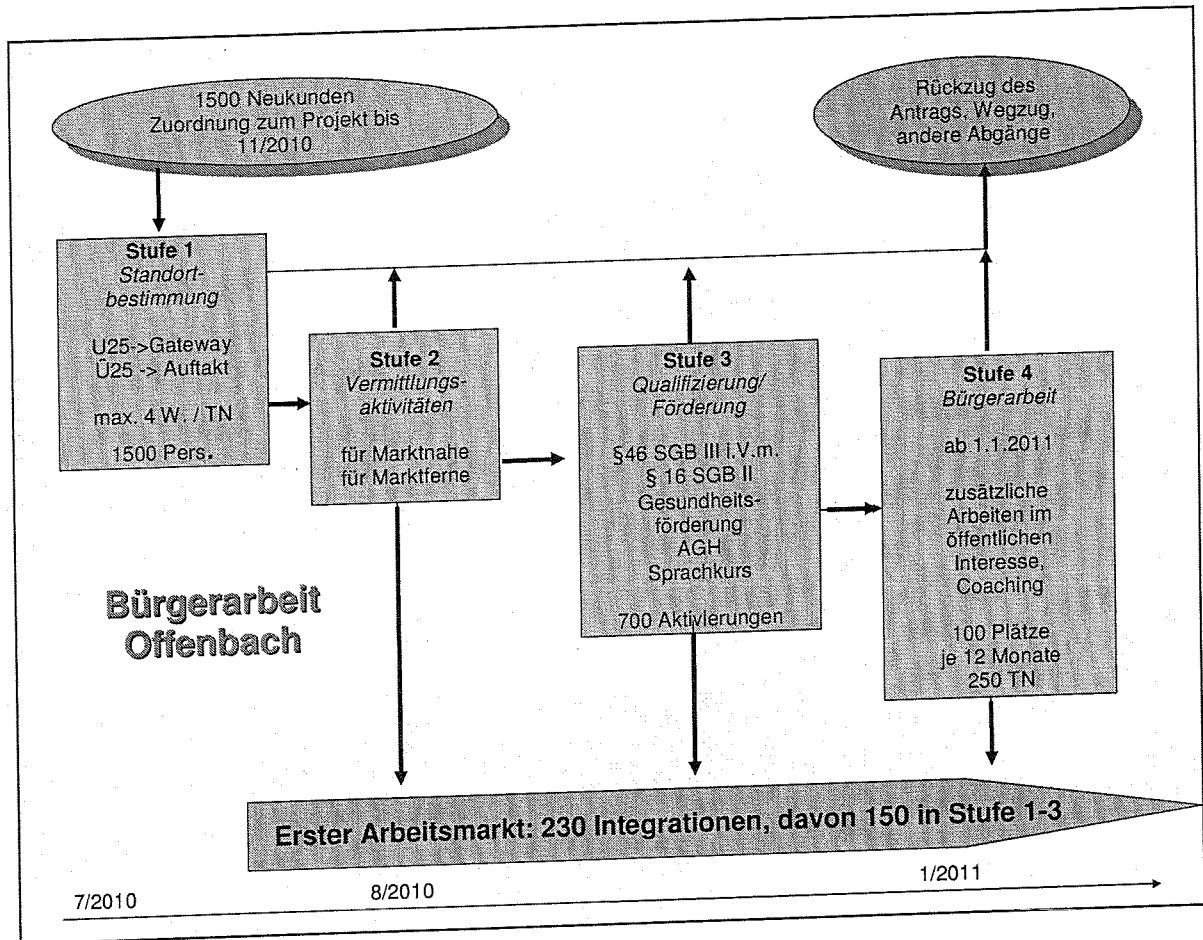 1500 Neukunden
Zuordnung zum Projekt bis
11/2010
Rückzug des
Antrags, Wegzug,
andere Abgänge
Stufe 1
Standort-
bestimmung
U25->Gateway
Ü25 -> Auftakt
max. 4 W. / TN
1500 Pers.
Stufe 2
Vermittlungs-
aktivitäten
für Marktnahe
für Marktferne
Stufe 3
Qualifizierung/
Förderung
§46 SGB III i.V.m.
§ 16 SGB II
Gesundheits-
förderung
AGH
Sprachkurs
700 Aktivierungen
Stufe 4
Bürgerarbeit
ab 1.1.2011
zusätzliche
Arbeiten im
öffentlichen
Interesse,
Coaching
100 Plätze
je 12 Monate
250 TN
Bürgerarbeit
Offenbach
Erster Arbeitsmarkt: 230 Integrationen, davon 150 in Stufe 1-3
7/2010
8/2010
1/2011